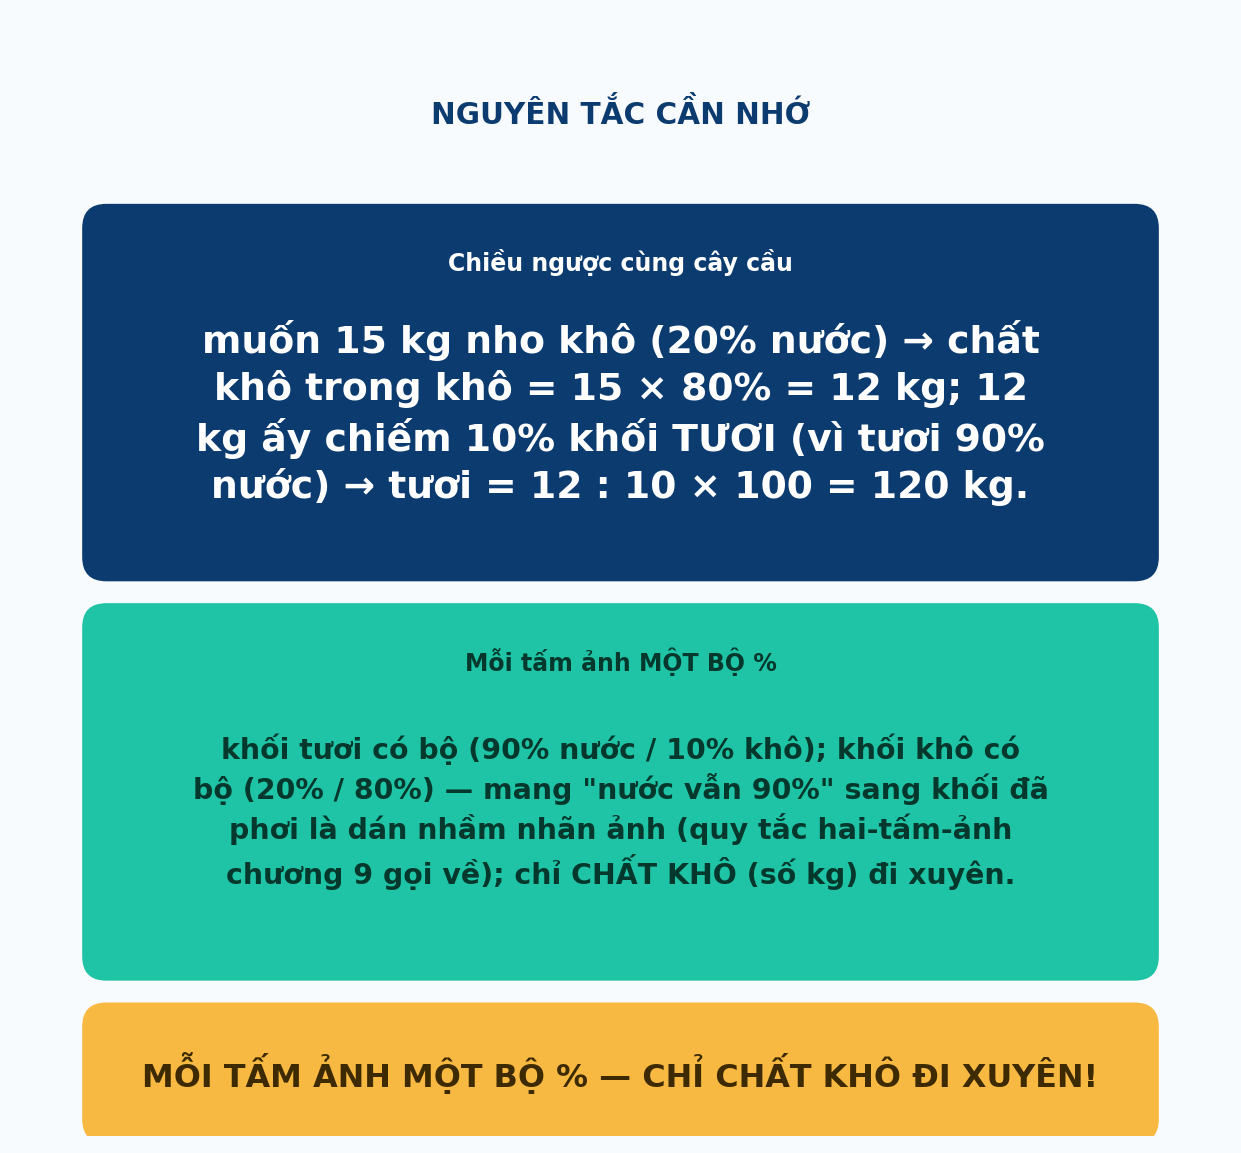 NGUYÊN TẮC CẦN NHỚ
Chiều ngược cùng cây cầu
muốn 15 kg nho khô (20% nước) → chất
khô trong khô = 15 × 80% = 12 kg; 12
kg ấy chiếm 10% khối TƯƠI (vì tươi 90%
nước) → tươi = 12 : 10 × 100 = 120 kg.
Mỗi tấm ảnh MỘT BỘ %
khối tươi có bộ (90% nước / 10% khô); khối khô có
bộ (20% / 80%) — mang "nước vẫn 90%" sang khối đã
phơi là dán nhầm nhãn ảnh (quy tắc hai-tấm-ảnh
chương 9 gọi về); chỉ CHẤT KHÔ (số kg) đi xuyên.
MỖI TẤM ẢNH MỘT BỘ % — CHỈ CHẤT KHÔ ĐI XUYÊN!